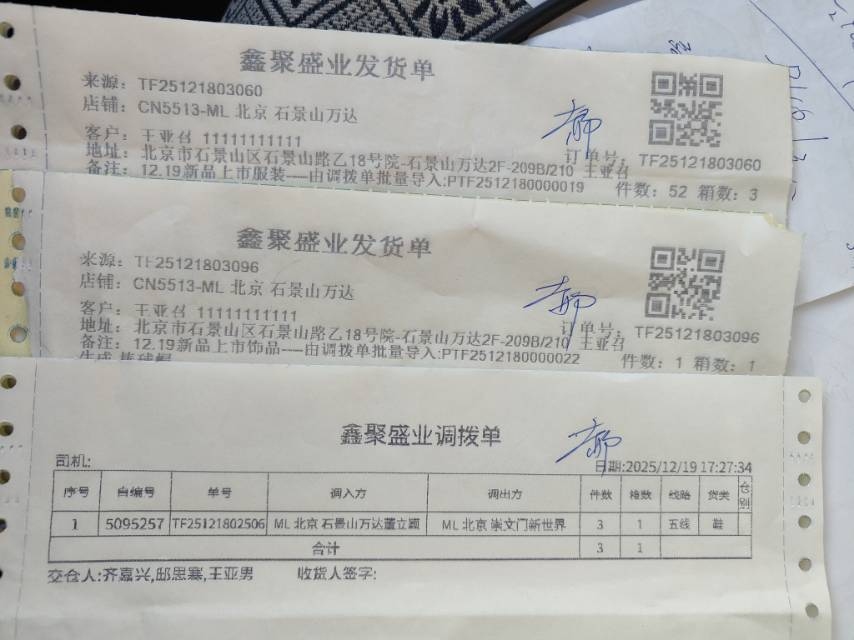 鑫聚盛业发货单
来源：TF25121803060
店铺：CN5513-ML 北京 石景山万达
客户：王亚召 11111111111
订单号：TF25121803060
地址：北京市石景山区石景山路乙18号院-石景山万达2F-209B/210 王亚召
备注：12.19新品上市服装----由调拨单批量导入:PTF2512180000019 件数：52 箱数：3
鑫聚盛业发货单
来源：TF25121803096
店铺：CN5513-ML 北京 石景山万达
客户：王亚召 11111111111
订单号：TF25121803096
地址：北京市石景山区石景山路乙18号院-石景山万达2F-209B/210 王亚召
备注：12.19新品上市饰品----由调拨单批量导入:PTF2512180000022 件数：1 箱数：1
鑫聚盛业调拨单
司机: 日期:2025/12/19 17:27:34
序号 自编号 单号 调入方 调出方 件数 箱数 线路 货类 仓别
1 5095257 TF25121802506 ML 北京 石景山万达董立颖 ML 北京 崇文门新世界 3 1 五线 鞋
合计 3 1
交仓人:齐嘉兴,邸思骞,王亚男 收货人签字: